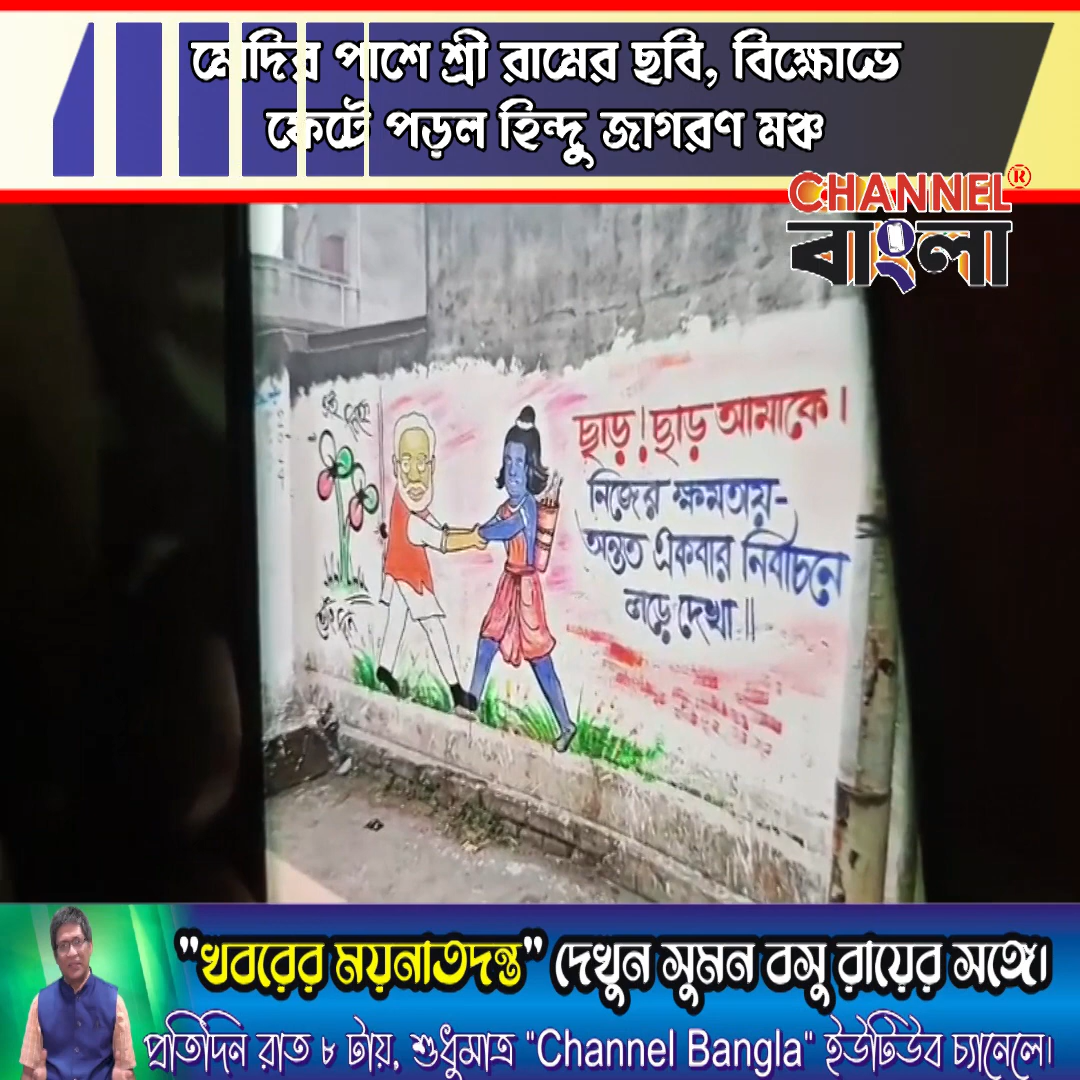 মোদির পাশে শ্রী রামের ছবি, বিক্ষোভে
ফেটে পড়ল হিন্দু জাগরণ মঞ্চ
CHANNEL®
বাংলা
এই চিহ্নে
ছাড়! ছাড় আমাকে।
নিজের ক্ষমতায়-
অন্তত একবার নির্বাচনে
লড়ে দেখা॥
"খবরের ময়নাতদন্ত" দেখুন সুমন বসু রায়ের সঙ্গে।
প্রতিদিন রাত ৮ টায়, শুধুমাত্র "Channel Bangla" ইউটিউব চ্যানেলে।